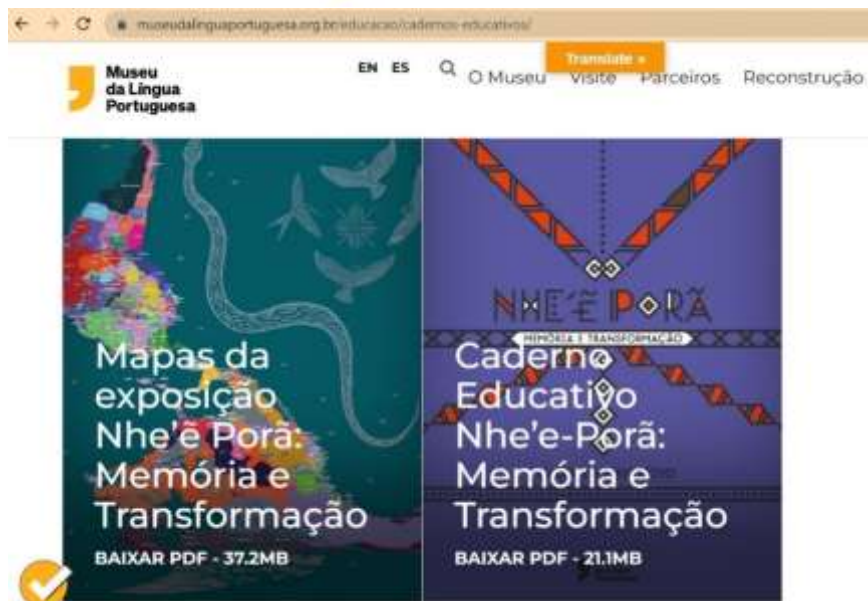 museudalinguaportuguesa.org.br/educacao/cadernos-educativos/
Translate »
Museu
da Língua
Portuguesa
EN ES
O Museu Visite Parceiros Reconstrução
NHE'Ẽ PORÃ
MEMÓRIA E TRANSFORMAÇÃO
Mapas da
exposição
Nhe'ẽ Porã:
Memória e
Transformação
BAIXAR PDF - 37.2MB
Caderno
Educativo
Nhe'e-Porã:
Memória e
Transformação
BAIXAR PDF - 21.1MB